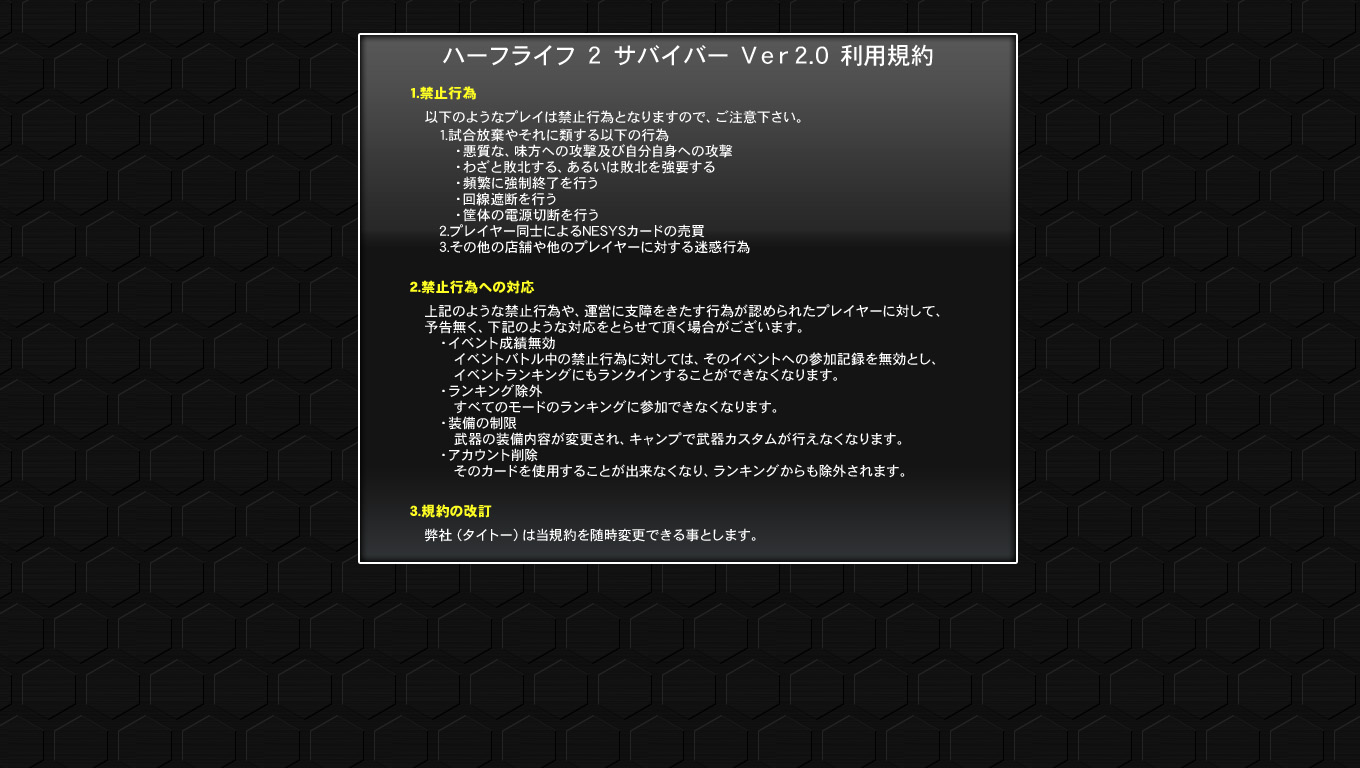 ハーフライフ 2 サバイバー Ver2.0 利用規約
1.禁止行為
以下のようなプレイは禁止行為となりますので、ご注意下さい。
1.試合放棄やそれに類する以下の行為
・悪質な、味方への攻撃及び自分自身への攻撃
・わざと敗北する、あるいは敗北を強要する
・頻繁に強制終了を行う
・回線遮断を行う
・筐体の電源切断を行う
2.プレイヤー同士によるNESYSカードの売買
3.その他の店舗や他のプレイヤーに対する迷惑行為
2.禁止行為への対応
上記のような禁止行為や、運営に支障をきたす行為が認められたプレイヤーに対して、
予告無く、下記のような対応をとらせて頂く場合がございます。
・イベント成績無効
イベントバトル中の禁止行為に対しては、そのイベントへの参加記録を無効とし、
イベントランキングにもランクインすることができなくなります。
・ランキング除外
すべてのモードのランキングに参加できなくなります。
・装備の制限
武器の装備内容が変更され、キャンプで武器カスタムが行えなくなります。
・アカウント削除
そのカードを使用することが出来なくなり、ランキングからも除外されます。
3.規約の改訂
弊社（タイトー）は当規約を随時変更できる事とします。